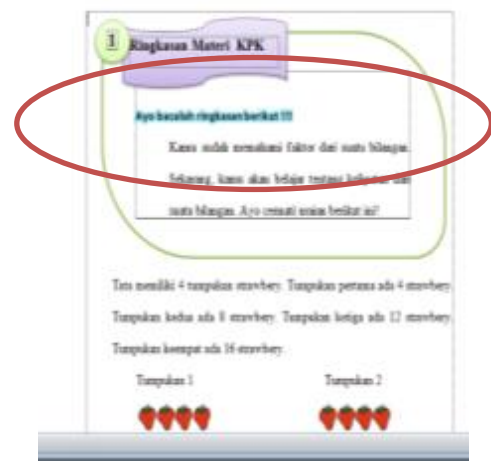 1
Ringkasan Materi KPK
Ayo bacalah ringkasan berikut !!!
Kamu sudah memahami faktor dari suatu bilangan.
Sekarang, kamu akan belajar tentang kelipatan dari
suatu bilangan. Ayo cermati uraian berikut ini!
Tata memiliki 4 tumpukan strawbery. Tumpukan pertama ada 4 strawbery.
Tumpukan kedua ada 8 strawbery. Tumpukan ketiga ada 12 strawbery.
Tumpukan keempat ada 16 strawbery.
Tumpukan 1 Tumpukan 2